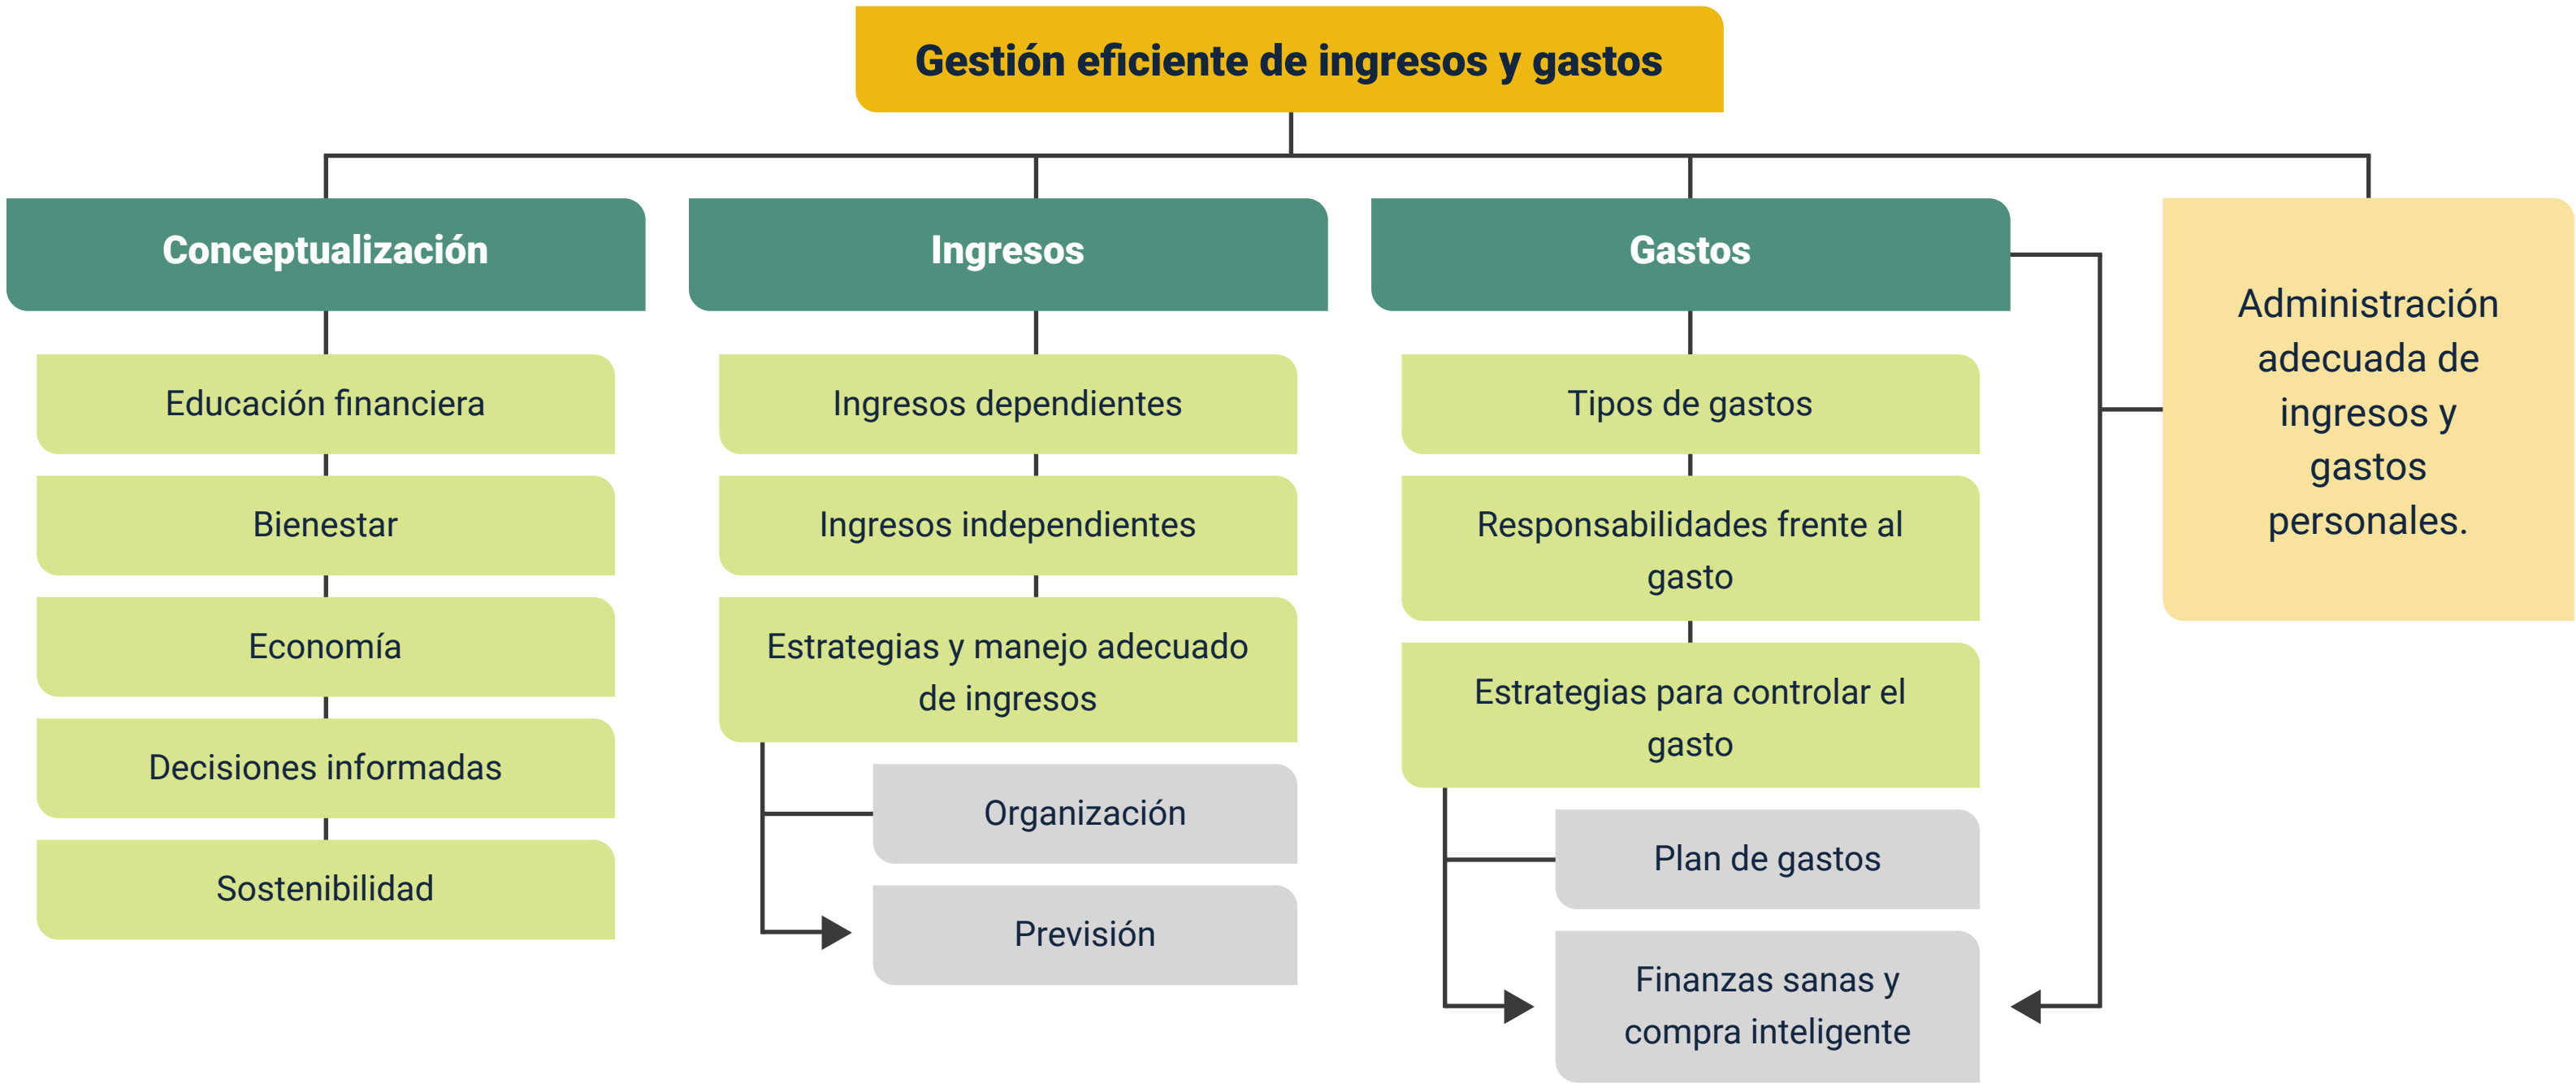 Gestión eficiente de ingresos y gastos
Conceptualización
Educación financiera
Bienestar
Economía
Decisiones informadas
Sostenibilidad
Ingresos
Ingresos dependientes
Ingresos independientes
Estrategias y manejo adecuado
de ingresos
Organización
Previsión
Gastos
Tipos de gastos
Responsabilidades frente al
gasto
Estrategias para controlar el
gasto
Plan de gastos
Finanzas sanas y
compra inteligente
Administración
adecuada de
ingresos y
gastos
personales.